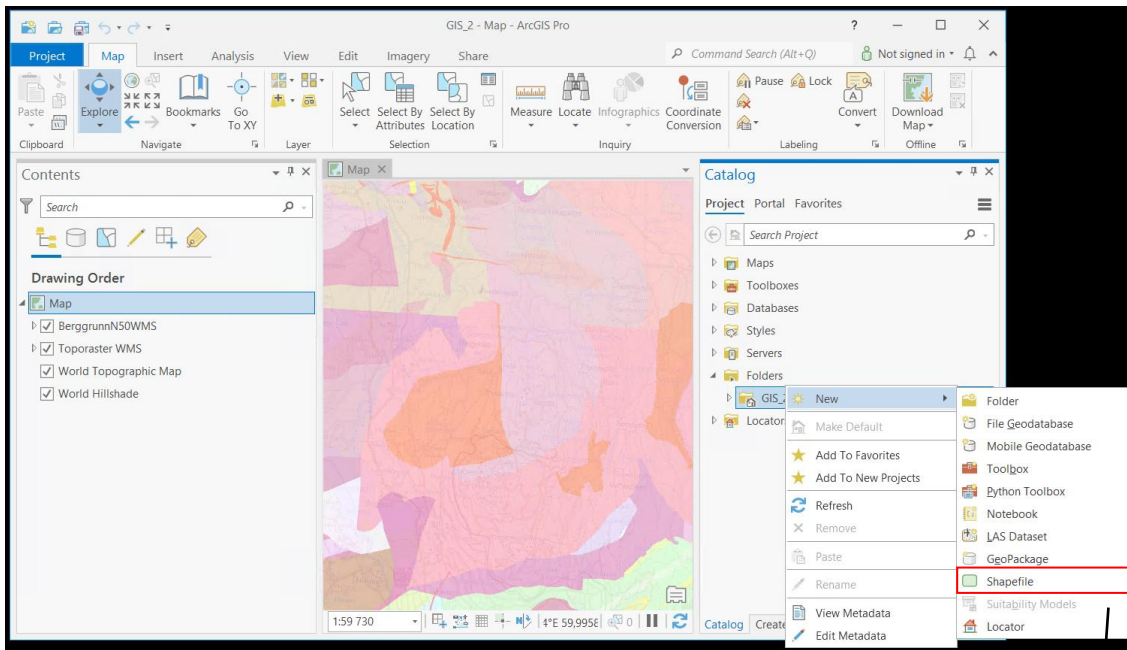 GIS_2 - Map - ArcGIS Pro
?
Project Map Insert Analysis View Edit Imagery Share
Command Search (Alt+Q)
Not signed in
Paste
Explore
Bookmarks
Go
To XY
Select
Select By
Attributes
Select By
Location
Measure
Locate
Infographics
Coordinate
Conversion
Pause
Lock
Convert
Download
Map
Clipboard
Navigate
Layer
Selection
Inquiry
Labeling
Offline
Contents
Search
Drawing Order
Map
BerggrunnN50WMS
Toporaster WMS
World Topographic Map
World Hillshade
Map
1:59 730
4°E 59,995
0
Catalog
Project Portal Favorites
Search Project
Maps
Toolboxes
Databases
Styles
Servers
Folders
GIS_
Locator
Catalog
Create
New
Make Default
Add To Favorites
Add To New Projects
Refresh
Remove
Paste
Rename
View Metadata
Edit Metadata
Folder
File Geodatabase
Mobile Geodatabase
Toolbox
Python Toolbox
Notebook
LAS Dataset
GeoPackage
Shapefile
Suitability Models
Locator